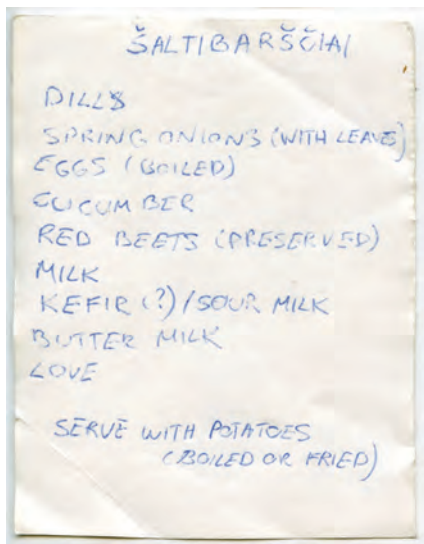 ŠALTIBARŠČIAI
DILLS
SPRING ONIONS (WITH LEAVES)
EGGS (BOILED)
CUCUMBER
RED BEETS (PRESERVED)
MILK
KEFIR (?) / SOUR MILK
BUTTER MILK
LOVE
SERVE WITH POTATOES
(BOILED OR FRIED)